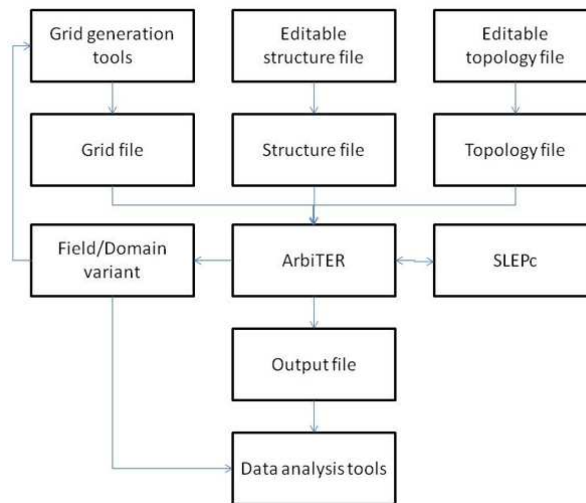 Grid generation
tools
Editable
structure file
Editable
topology file
Grid file
Structure file
Topology file
Field/Domain
variant
ArbiTER
SLEPc
Output file
Data analysis tools